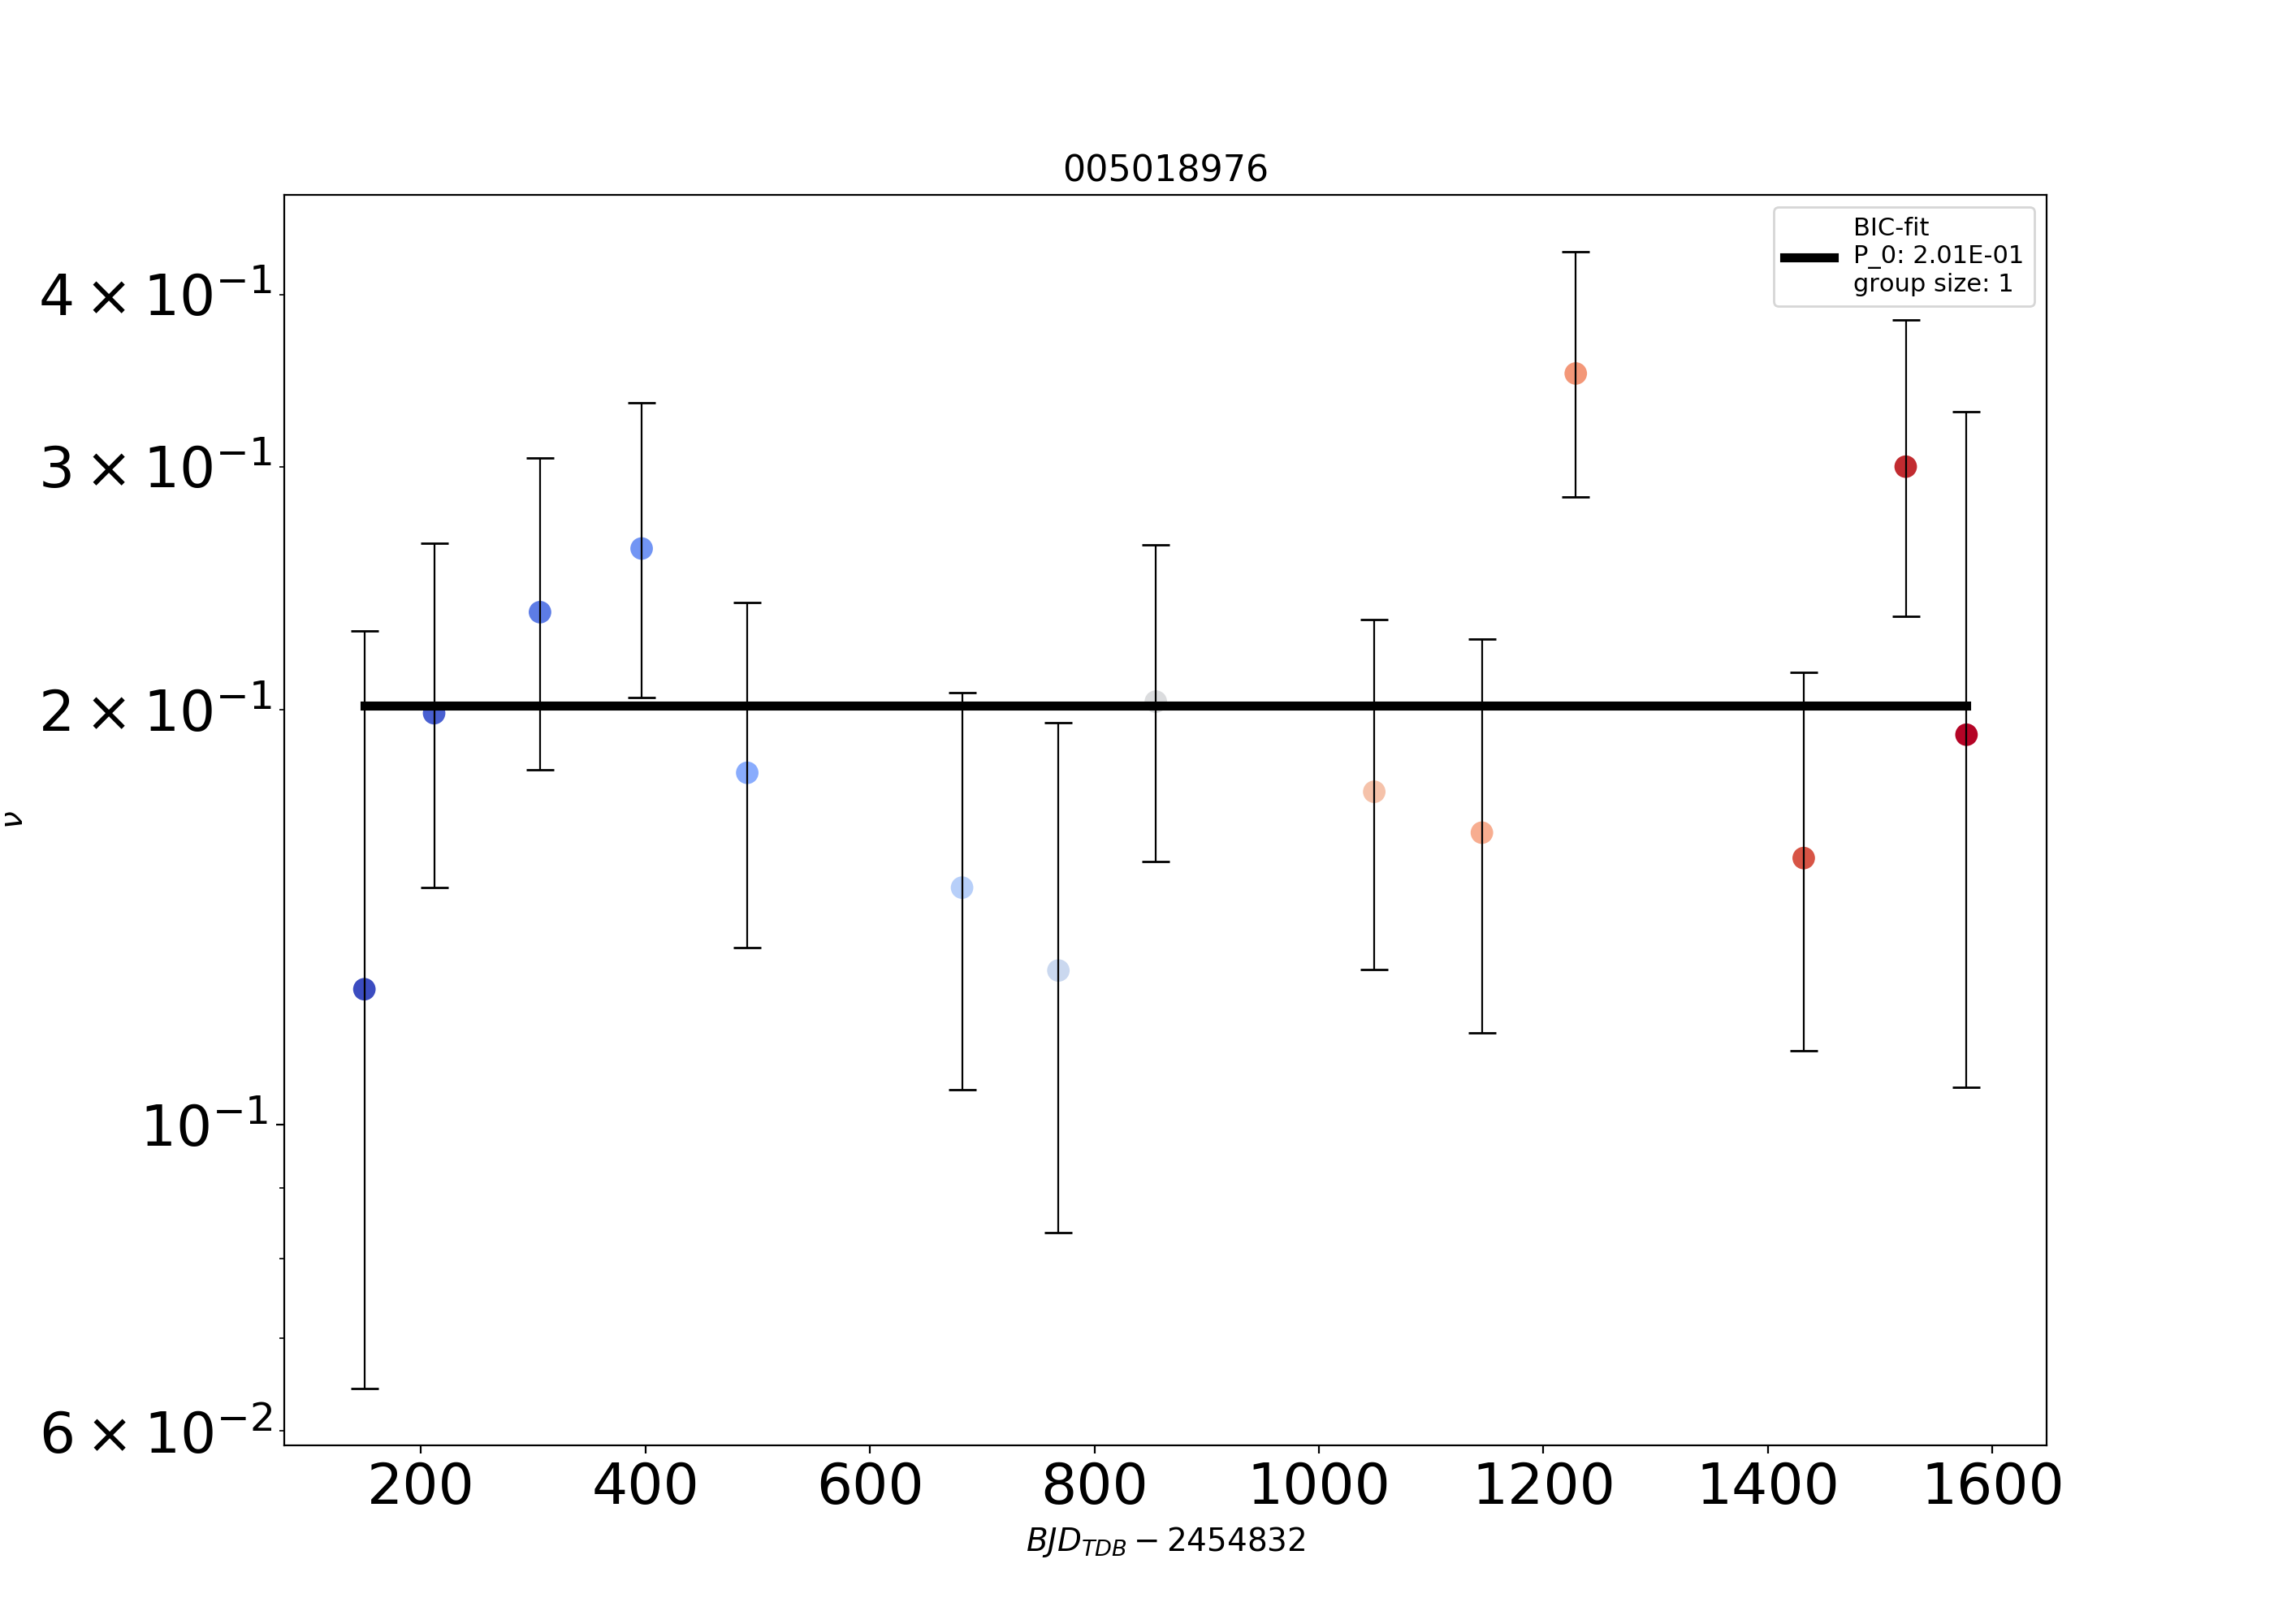 005018976
BIC-fit
P_0: 2.01E-01
group size: 1
4 × 10⁻¹
3 × 10⁻¹
2 × 10⁻¹
10⁻¹
6 × 10⁻²
ν
200 400 600 800 1000 1200 1400 1600
BJD_TDB − 2454832